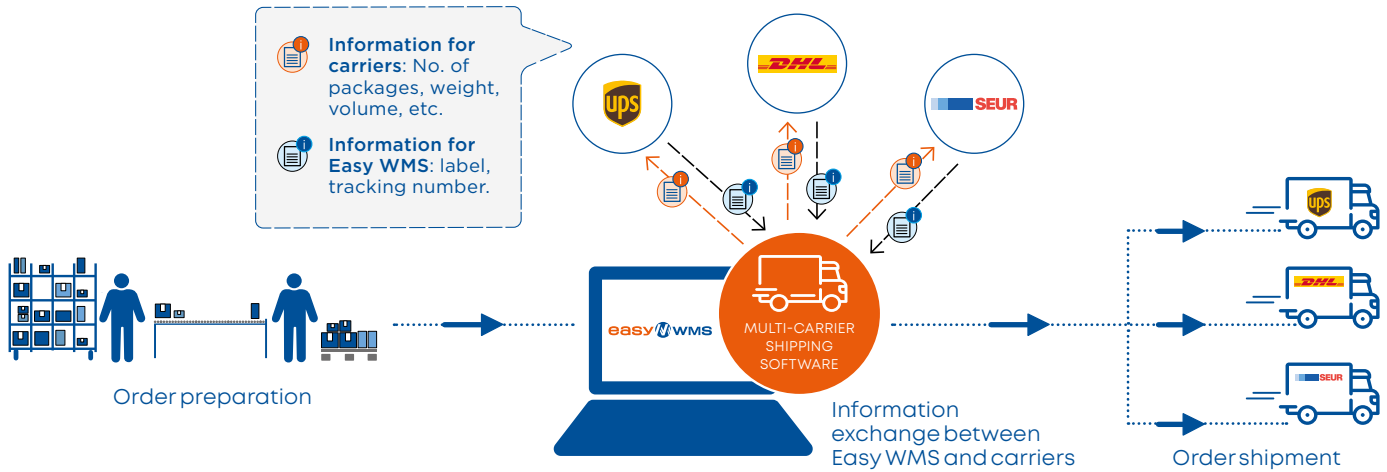 Information for
carriers: No. of
packages, weight,
volume, etc.
Information for
Easy WMS: label,
tracking number.
i
i
ups
DHL
SEUR
i
i
i
i
i
i
easy WMS
MULTI-CARRIER
SHIPPING
SOFTWARE
Order preparation
Information
exchange between
Easy WMS and carriers
ups
DHL
SEUR
Order shipment